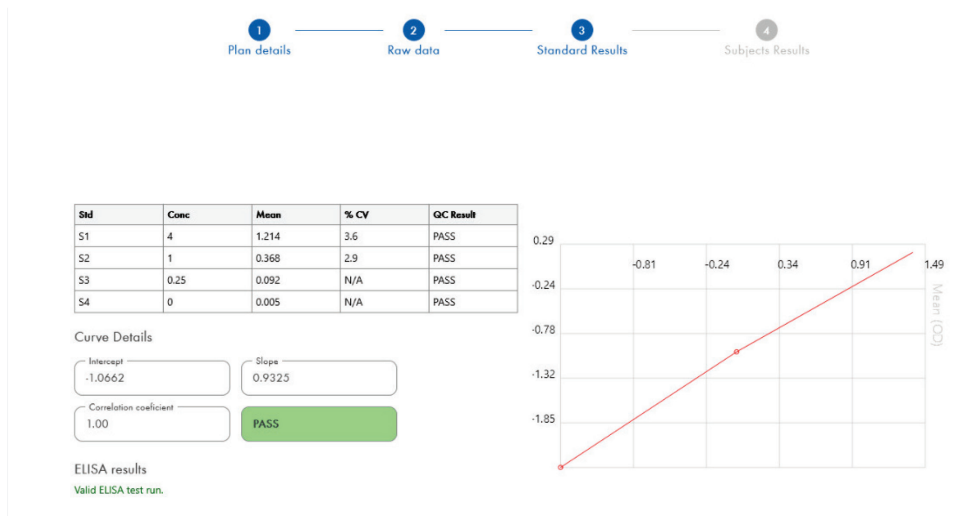 1 2 3 4
Plan details Raw data Standard Results Subjects Results
Std Conc Mean % CV QC Result
S1 4 1.214 3.6 PASS
S2 1 0.368 2.9 PASS
S3 0.25 0.092 N/A PASS
S4 0 0.005 N/A PASS
Curve Details
Intercept Slope
-1.0662 0.9325
Correlation coeficient
1.00 PASS
ELISA results
Valid ELISA test run.
0.29
-0.81 -0.24 0.34 0.91 1.49
-0.24
-0.78
-1.32
-1.85
Mean (OD)